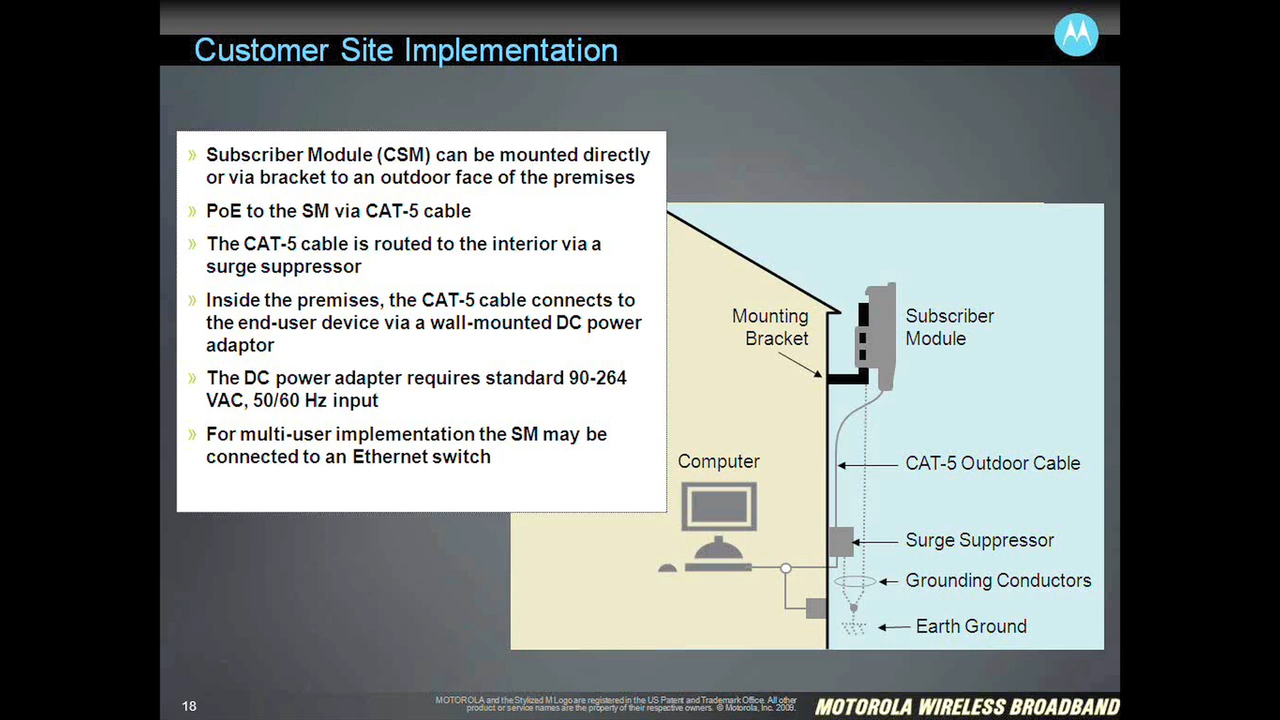 Customer Site Implementation
» Subscriber Module (CSM) can be mounted directly
or via bracket to an outdoor face of the premises
» PoE to the SM via CAT-5 cable
» The CAT-5 cable is routed to the interior via a
surge suppressor
» Inside the premises, the CAT-5 cable connects to
the end-user device via a wall-mounted DC power
adaptor
» The DC power adapter requires standard 90-264
VAC, 50/60 Hz input
» For multi-user implementation the SM may be
connected to an Ethernet switch
Mounting
Bracket
Subscriber
Module
Computer
CAT-5 Outdoor Cable
Surge Suppressor
Grounding Conductors
Earth Ground
18
MOTOROLA and the Stylized M Logo are registered in the US Patent and Trademark Office. All other
product or service names are the property of their respective owners. © Motorola, Inc. 2009.
MOTOROLA WIRELESS BROADBAND